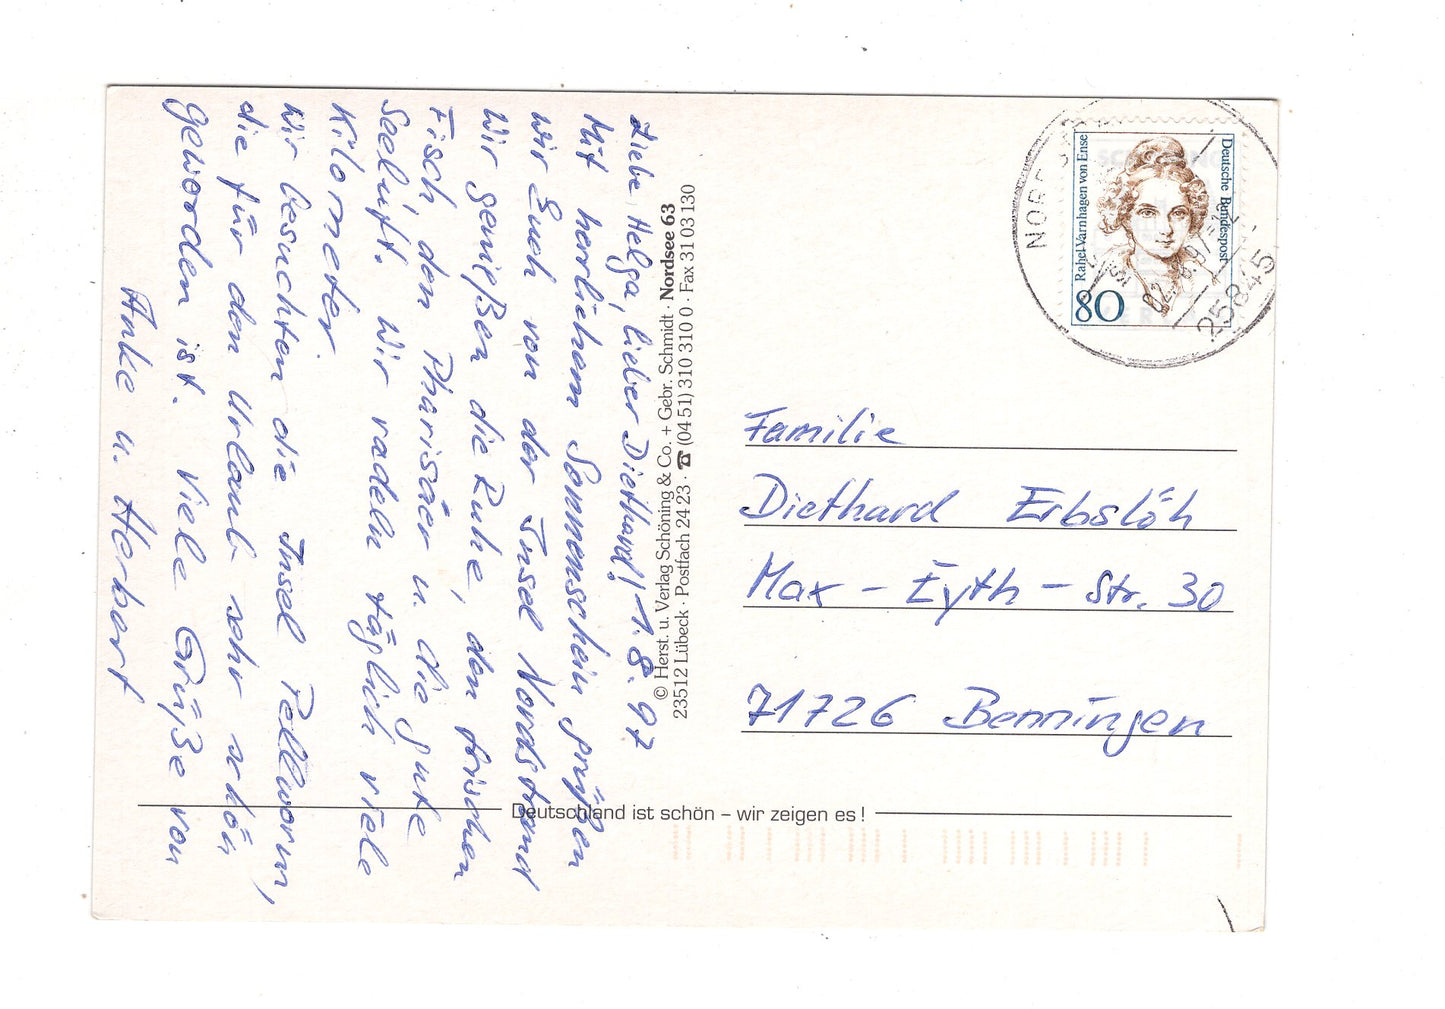 Liebe Helga, lieber Diethard! 1.8.97
Mit herrlichem Sonnenschein grüßen
wir Euch von der Insel Nordstrand
Wir genießen die Ruhe, den frischen
Fisch, den Pharisäer u. die gute
Seeluft. Wir radeln täglich viele
Kilometer.
Wir besuchten die Insel Pellworm,
die für den Urlaub sehr schön
geworden ist. Viele Grüße von
Anke u. Herbert
© Herst. u. Verlag Schöning & Co. + Gebr. Schmidt · Nordsee 63
23512 Lübeck · Postfach 24 23 · ☎ (04 51) 310 310 0 · Fax 31 03 130
Deutsche Bundespost
Rahel Varnhagen von Ense
80
25845
Familie
Diethard Erbslöh
Max - Eyth - Str. 30
71726 Benningen
Deutschland ist schön – wir zeigen es!